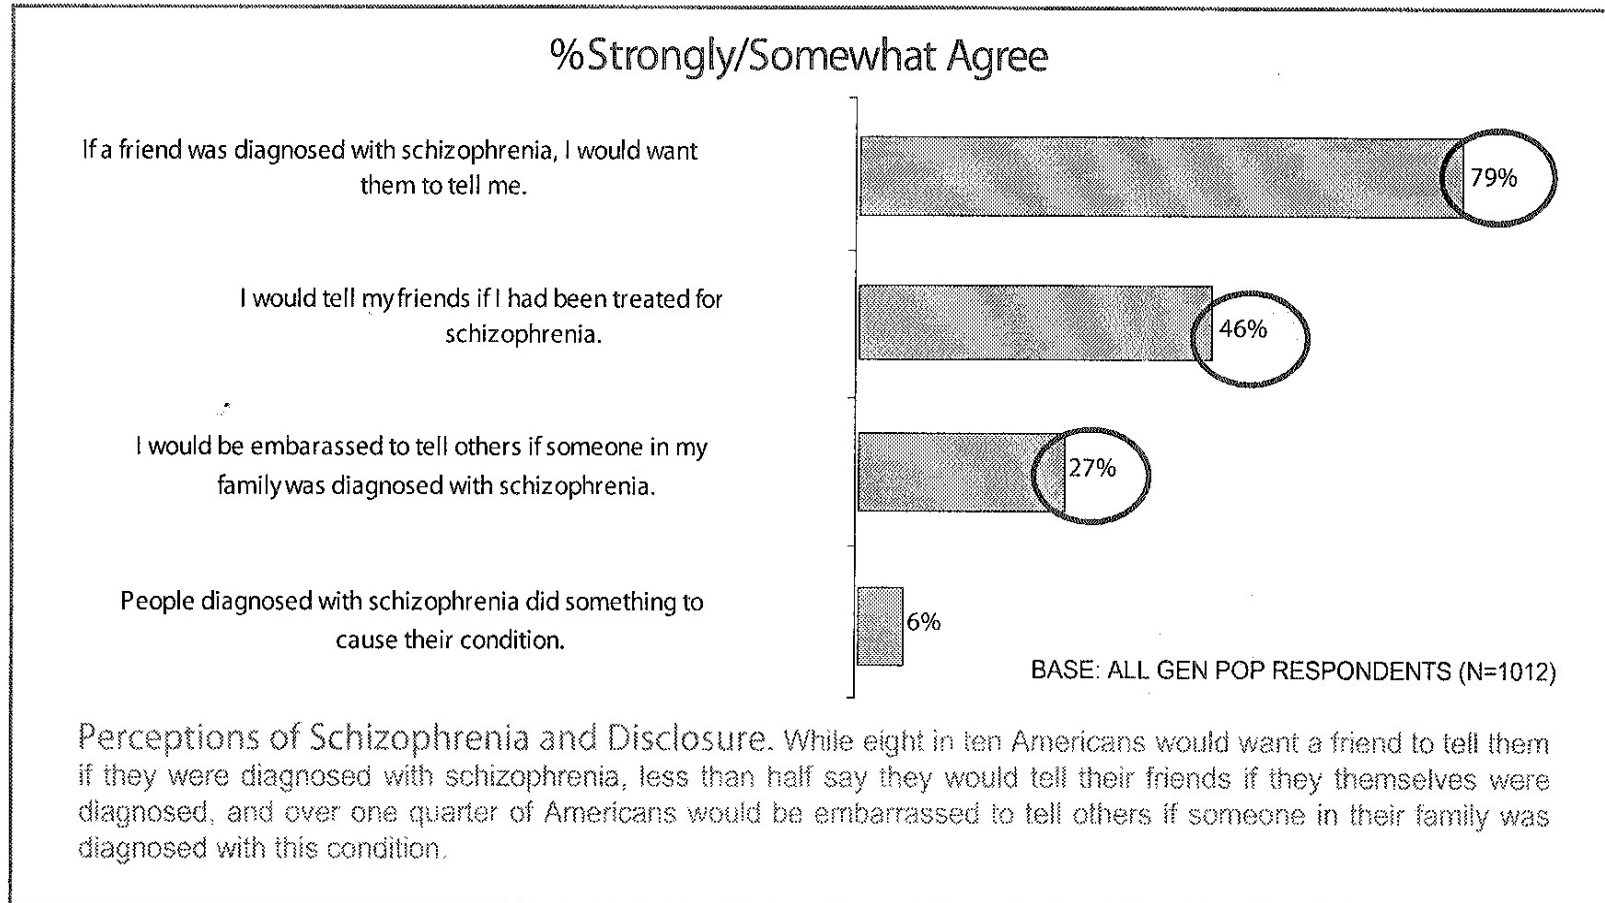 %Strongly/Somewhat Agree
If a friend was diagnosed with schizophrenia, I would want
them to tell me.
79%
I would tell my friends if I had been treated for
schizophrenia.
46%
I would be embarassed to tell others if someone in my
family was diagnosed with schizophrenia.
27%
People diagnosed with schizophrenia did something to
cause their condition.
6%
BASE: ALL GEN POP RESPONDENTS (N=1012)
Perceptions of Schizophrenia and Disclosure. While eight in ten Americans would want a friend to tell them
if they were diagnosed with schizophrenia, less than half say they would tell their friends if they themselves were
diagnosed, and over one quarter of Americans would be embarrassed to tell others if someone in their family was
diagnosed with this condition.